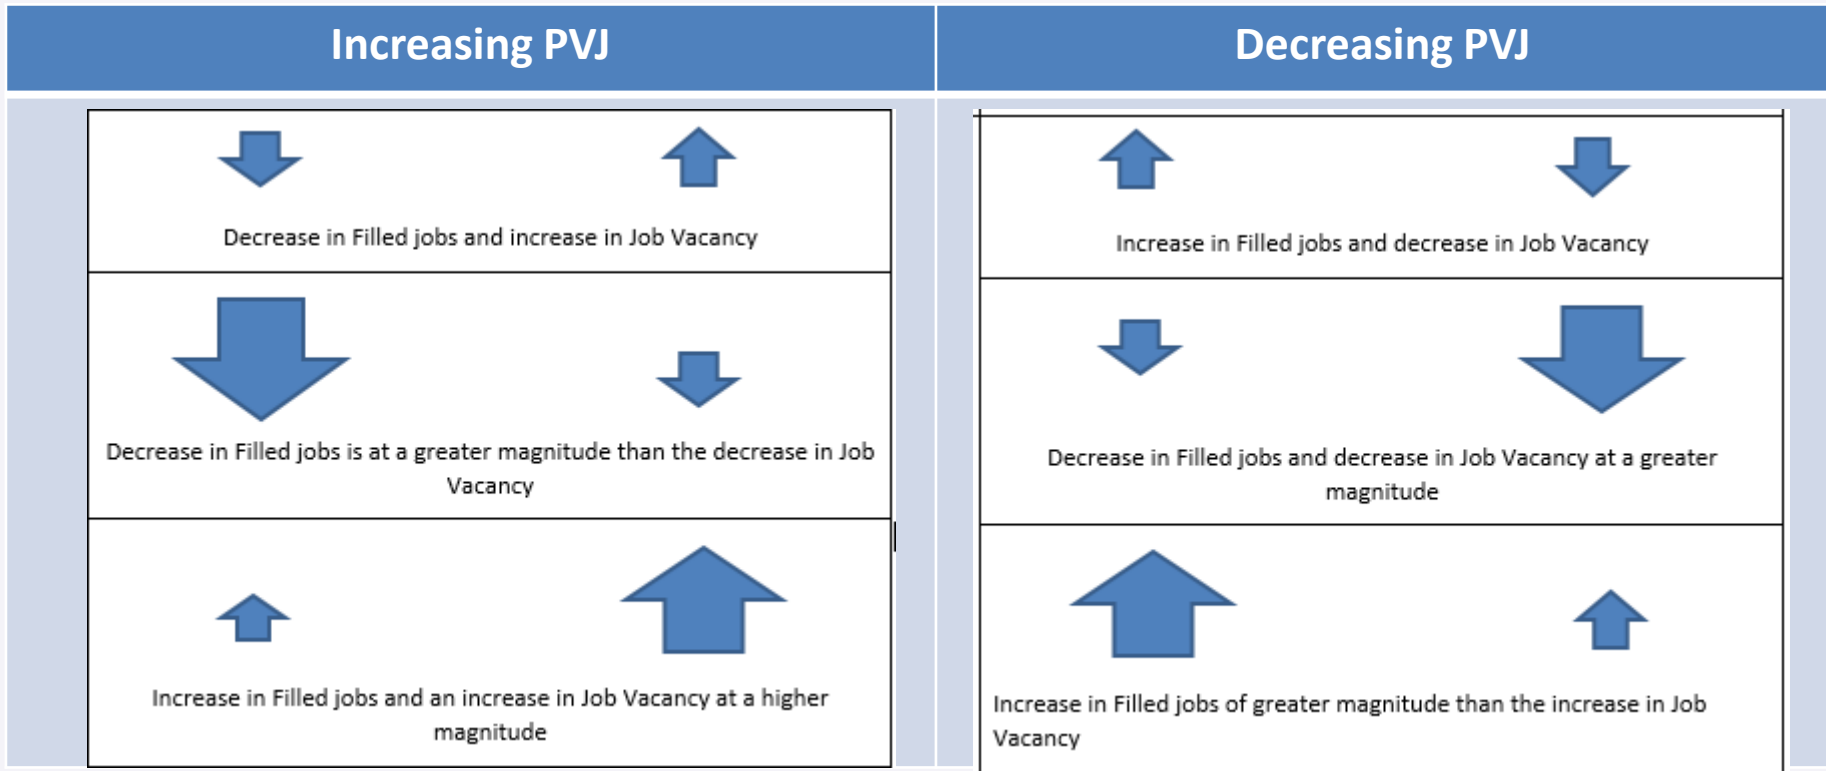 Increasing PVJ
Decreasing PVJ
Decrease in Filled jobs and increase in Job Vacancy
Decrease in Filled jobs is at a greater magnitude than the decrease in Job
Vacancy
Increase in Filled jobs and an increase in Job Vacancy at a higher
magnitude
Increase in Filled jobs and decrease in Job Vacancy
Decrease in Filled jobs and decrease in Job Vacancy at a greater
magnitude
Increase in Filled jobs of greater magnitude than the increase in Job
Vacancy